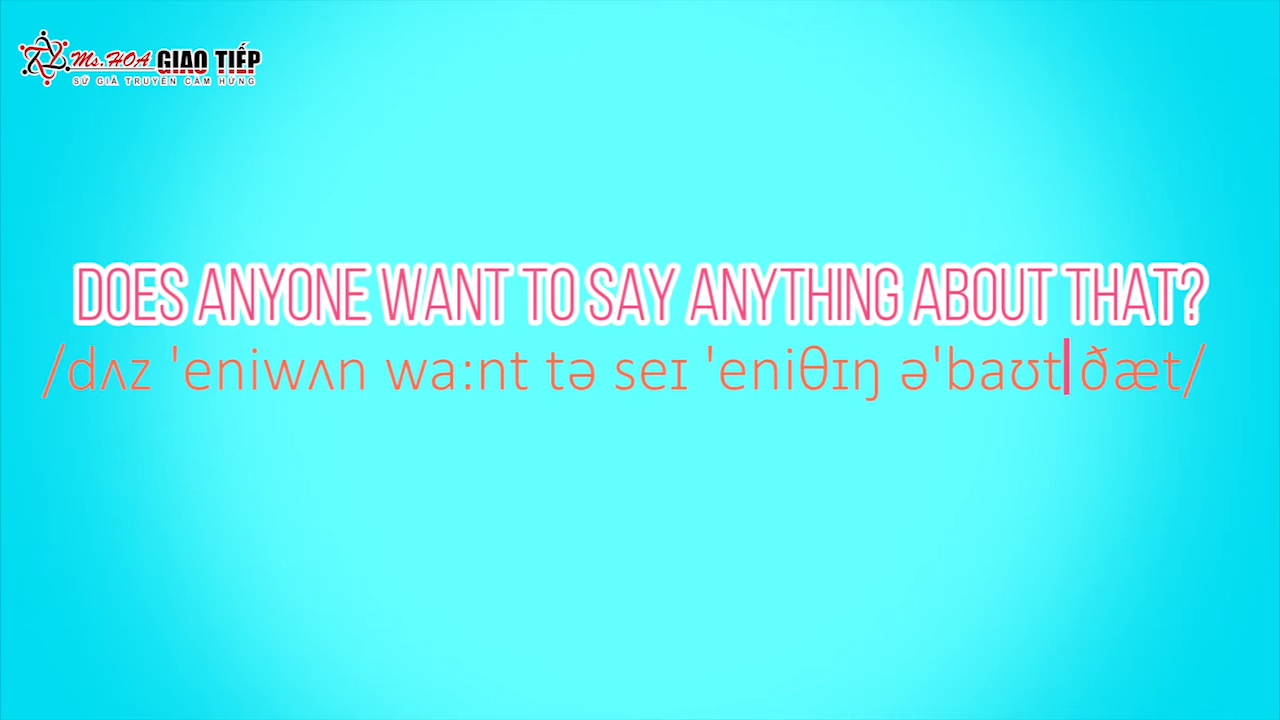 Ms.HOA GIAO TIẾP
SỨ GIẢ TRUYỀN CẢM HỨNG
DOES ANYONE WANT TO SAY ANYTHING ABOUT THAT?
/dʌz 'eniwʌn wa:nt tə seɪ 'eniθɪŋ ə'baʊt ðæt/